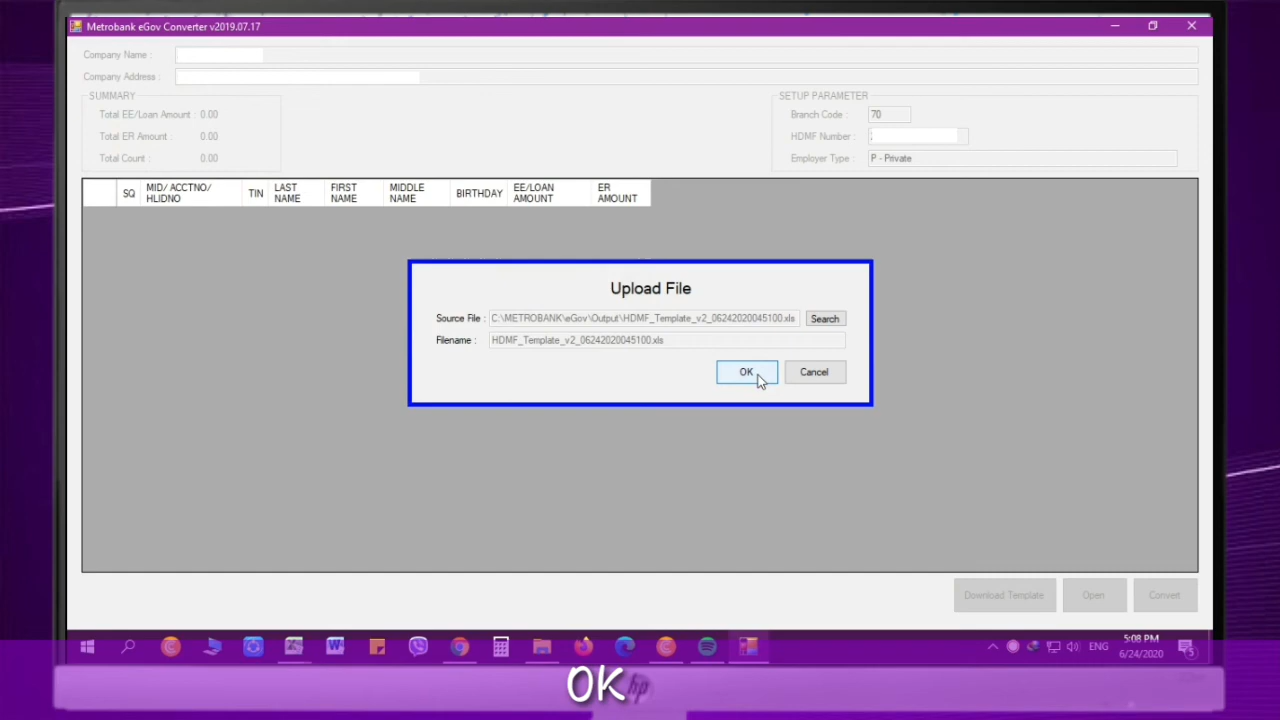 Metrobank eGov Converter v2019.07.17
Company Name :
Company Address :
SUMMARY
Total EE/Loan Amount : 0.00
Total ER Amount : 0.00
Total Count : 0.00
SETUP PARAMETER
Branch Code : 70
HDMF Number :
Employer Type : P - Private
SQ MID/ ACCTNO/ HLIDNO TIN LAST NAME FIRST NAME MIDDLE NAME BIRTHDAY EE/LOAN AMOUNT ER AMOUNT
Upload File
Source File : C:\METROBANK\eGov\Output\HDMF_Template_v2_06242020045100.xls Search
Filename : HDMF_Template_v2_06242020045100.xls
OK Cancel
Download Template Open Convert
ENG 5:08 PM
6/24/2020 5
OK
hp